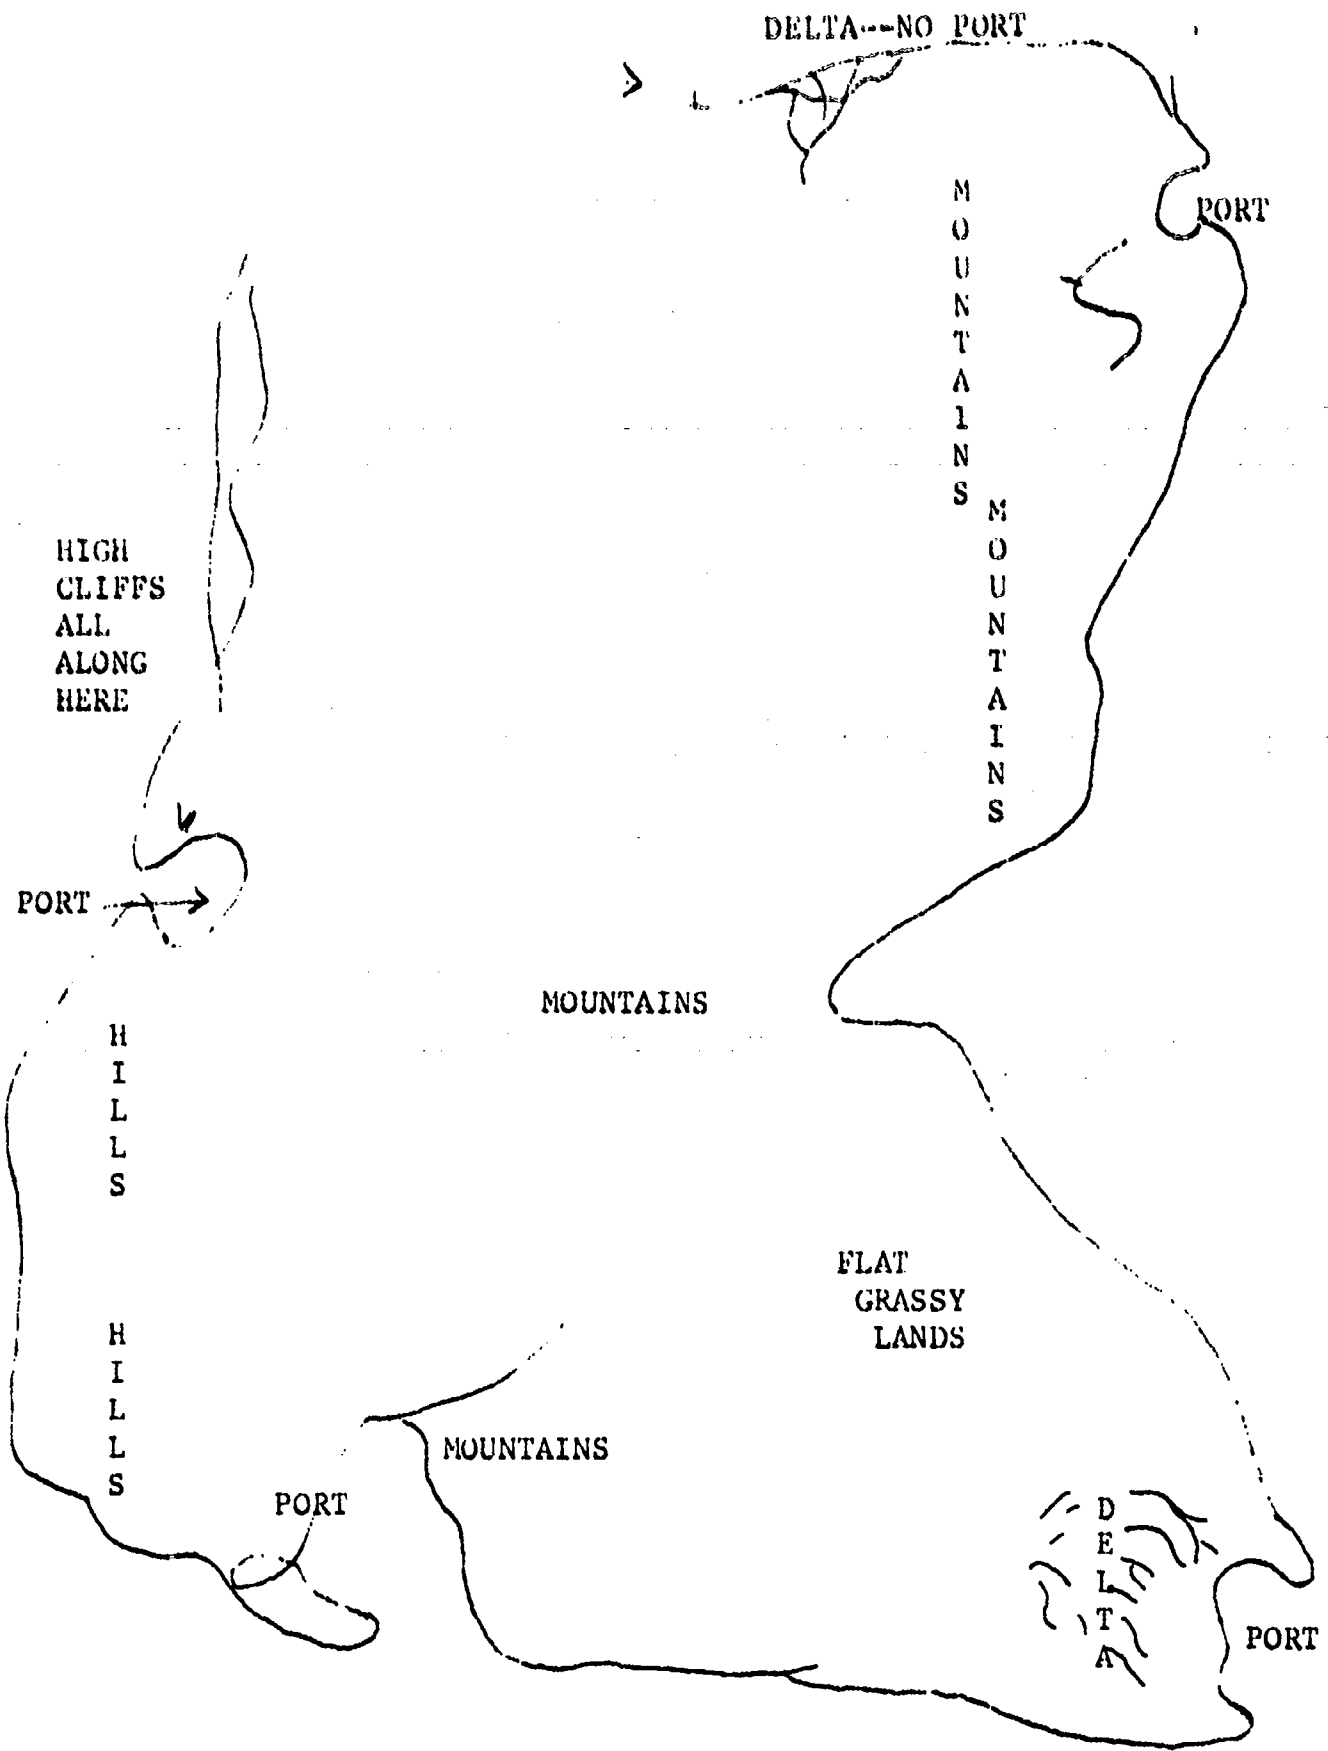 DELTA---NO PORT
PORT
MOUNTAINS
MOUNTAINS
HIGH
CLIFFS
ALL
ALONG
HERE
PORT
MOUNTAINS
HILLS
FLAT
GRASSY
LANDS
HILLS
MOUNTAINS
PORT
DELTA
PORT